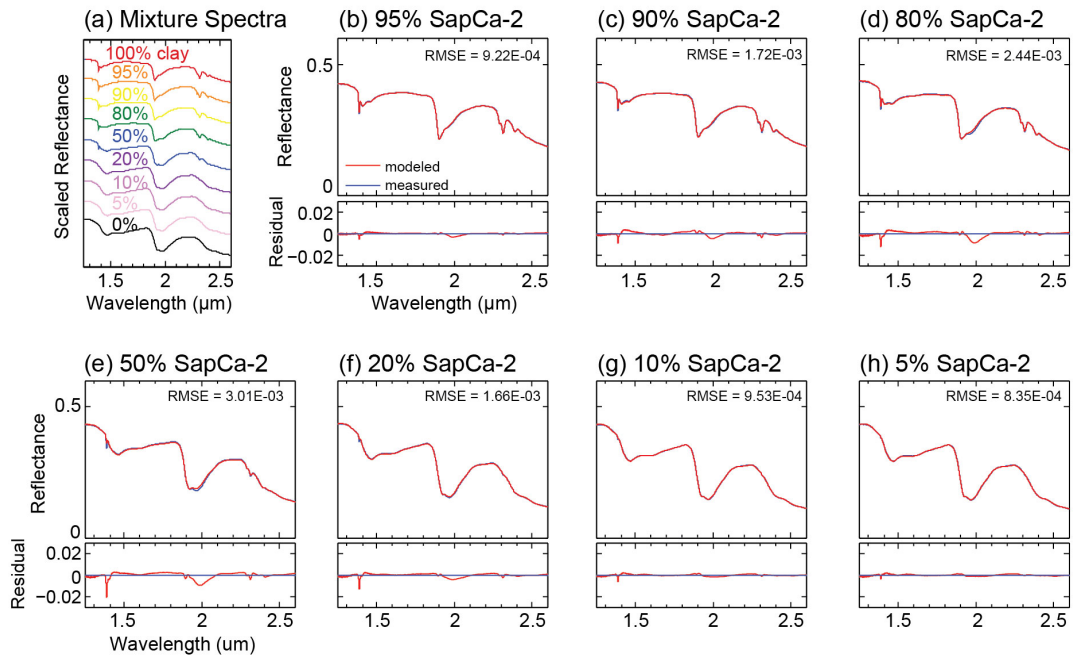 (a) Mixture Spectra
(b) 95% SapCa-2
(c) 90% SapCa-2
(d) 80% SapCa-2
100% clay
95%
90%
80%
50%
20%
10%
5%
0%
Scaled Reflectance
1.5 2 2.5
Wavelength (µm)
RMSE = 9.22E-04
0.5
Reflectance
modeled
measured
0
0.02
0
−0.02
Residual
1.5 2 2.5
Wavelength (µm)
RMSE = 1.72E-03
1.5 2 2.5
RMSE = 2.44E-03
1.5 2 2.5
(e) 50% SapCa-2
(f) 20% SapCa-2
(g) 10% SapCa-2
(h) 5% SapCa-2
RMSE = 3.01E-03
0.5
Reflectance
0
0.02
0
−0.02
Residual
1.5 2 2.5
Wavelength (um)
RMSE = 1.66E-03
1.5 2 2.5
RMSE = 9.53E-04
1.5 2 2.5
RMSE = 8.35E-04
1.5 2 2.5